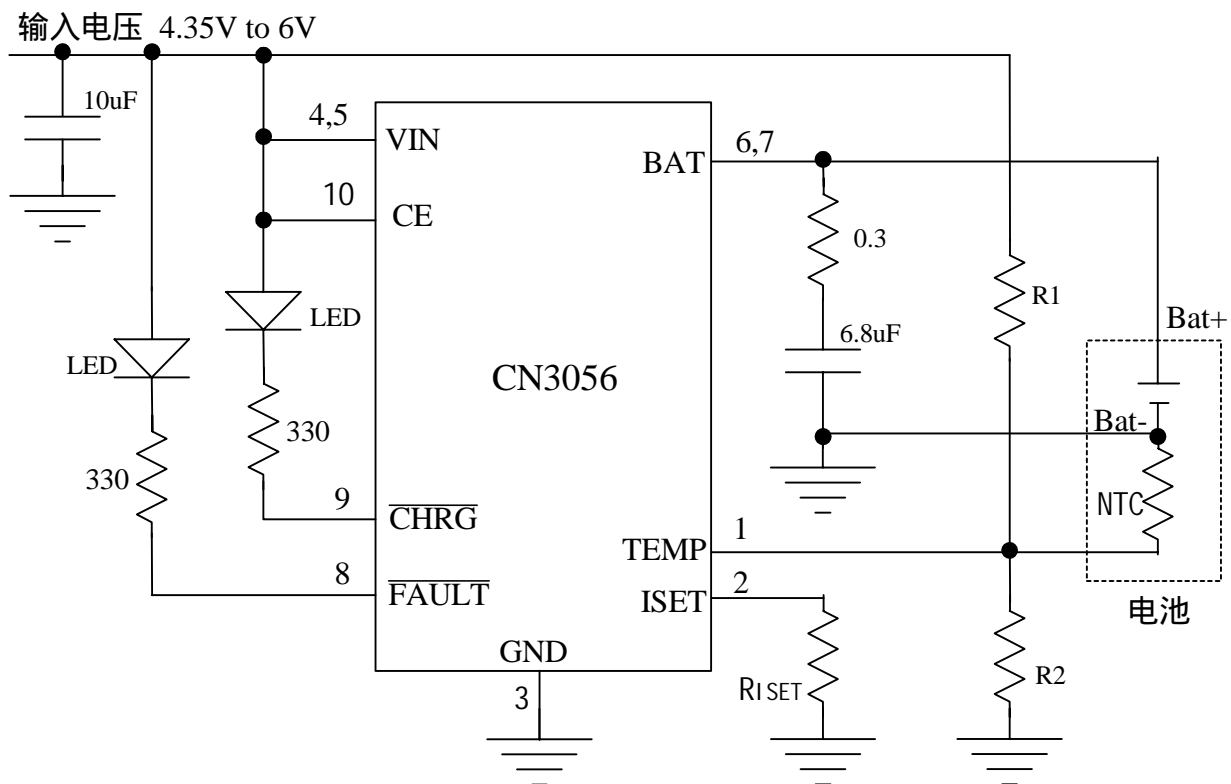 输入电压 4.35V to 6V
10uF
4,5
VIN
6,7
BAT
10
CE
0.3
R1
LED
Bat+
6.8uF
LED
CN3056
Bat-
330
330
NTC
9
CHRG
1
TEMP
8
FAULT
2
ISET
电池
GND
RISET
R2
3